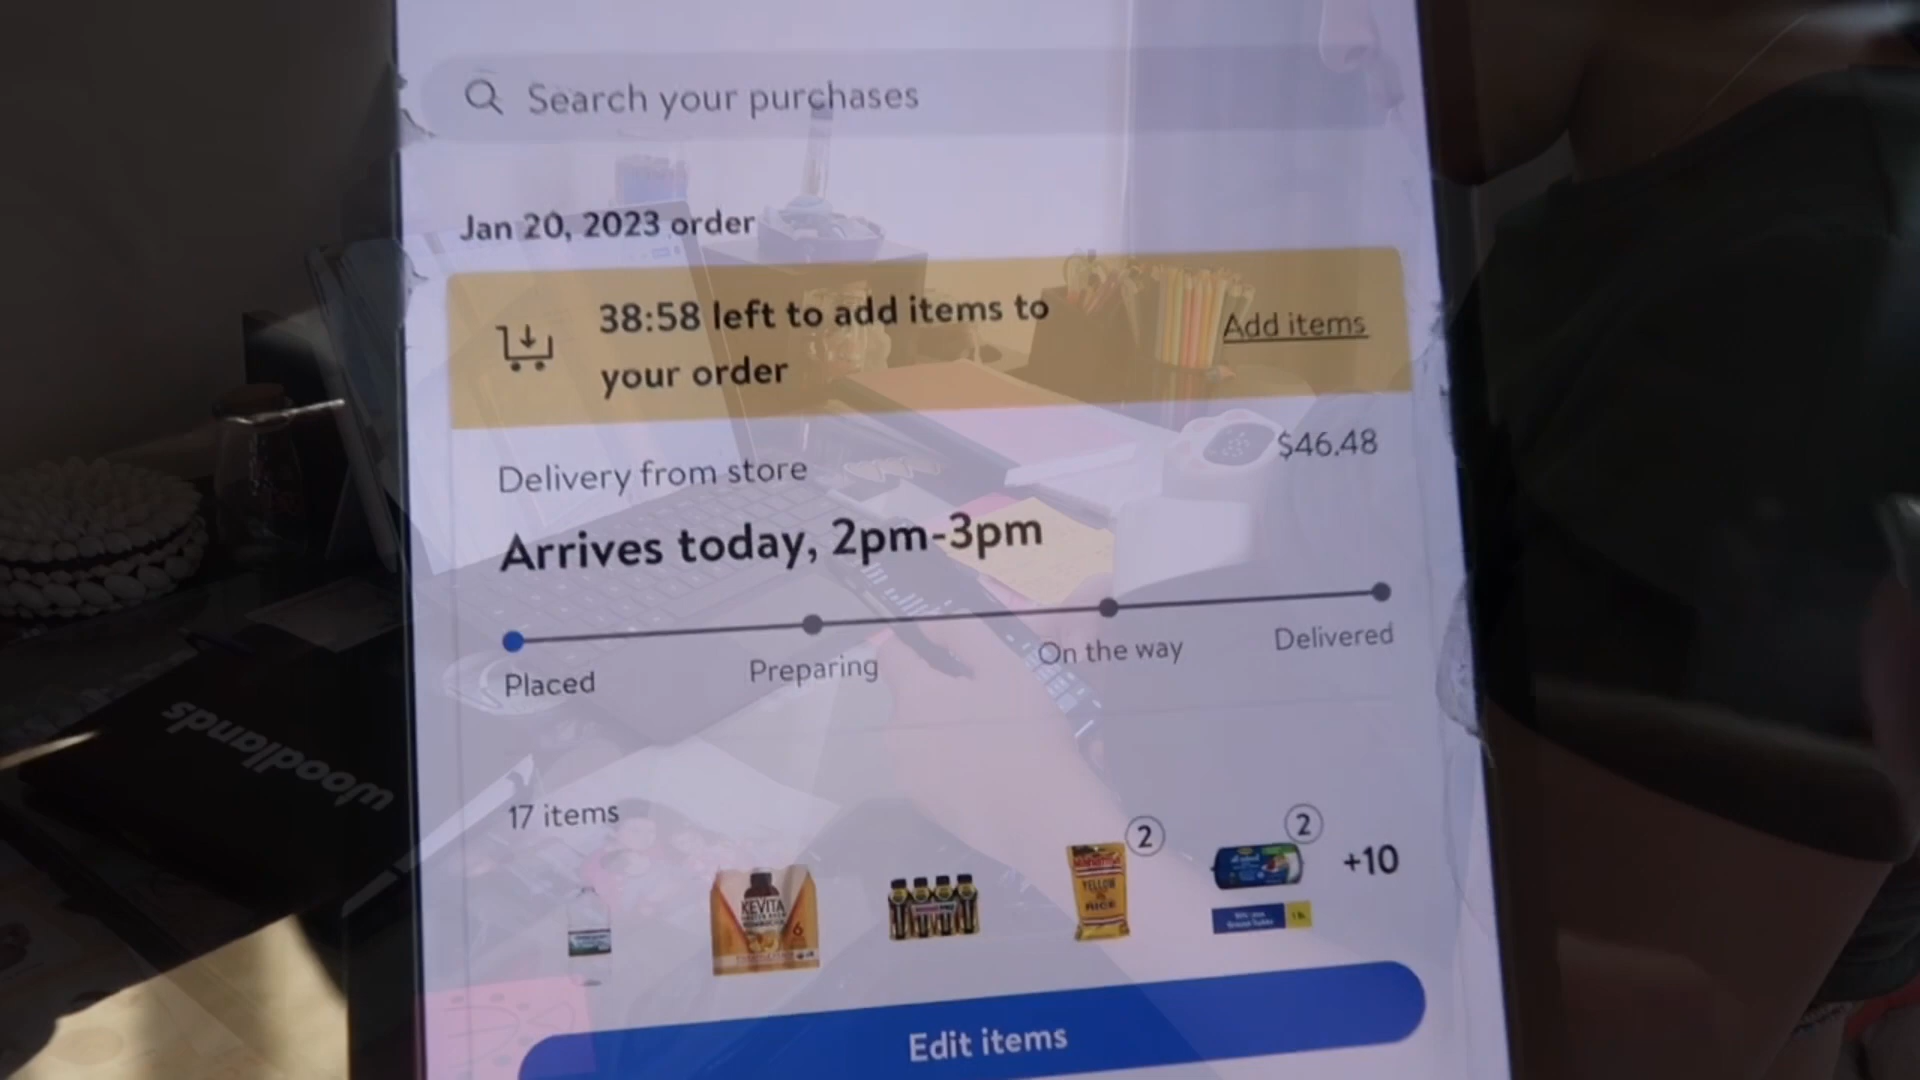 Search your purchases
Jan 20, 2023 order
38:58 left to add items to
your order
Add items
$46.48
Delivery from store
Arrives today, 2pm-3pm
Placed
Preparing
On the way
Delivered
17 items
2
2
KEVITA
6
YELLOW
RICE
+10
Edit items
woodlands